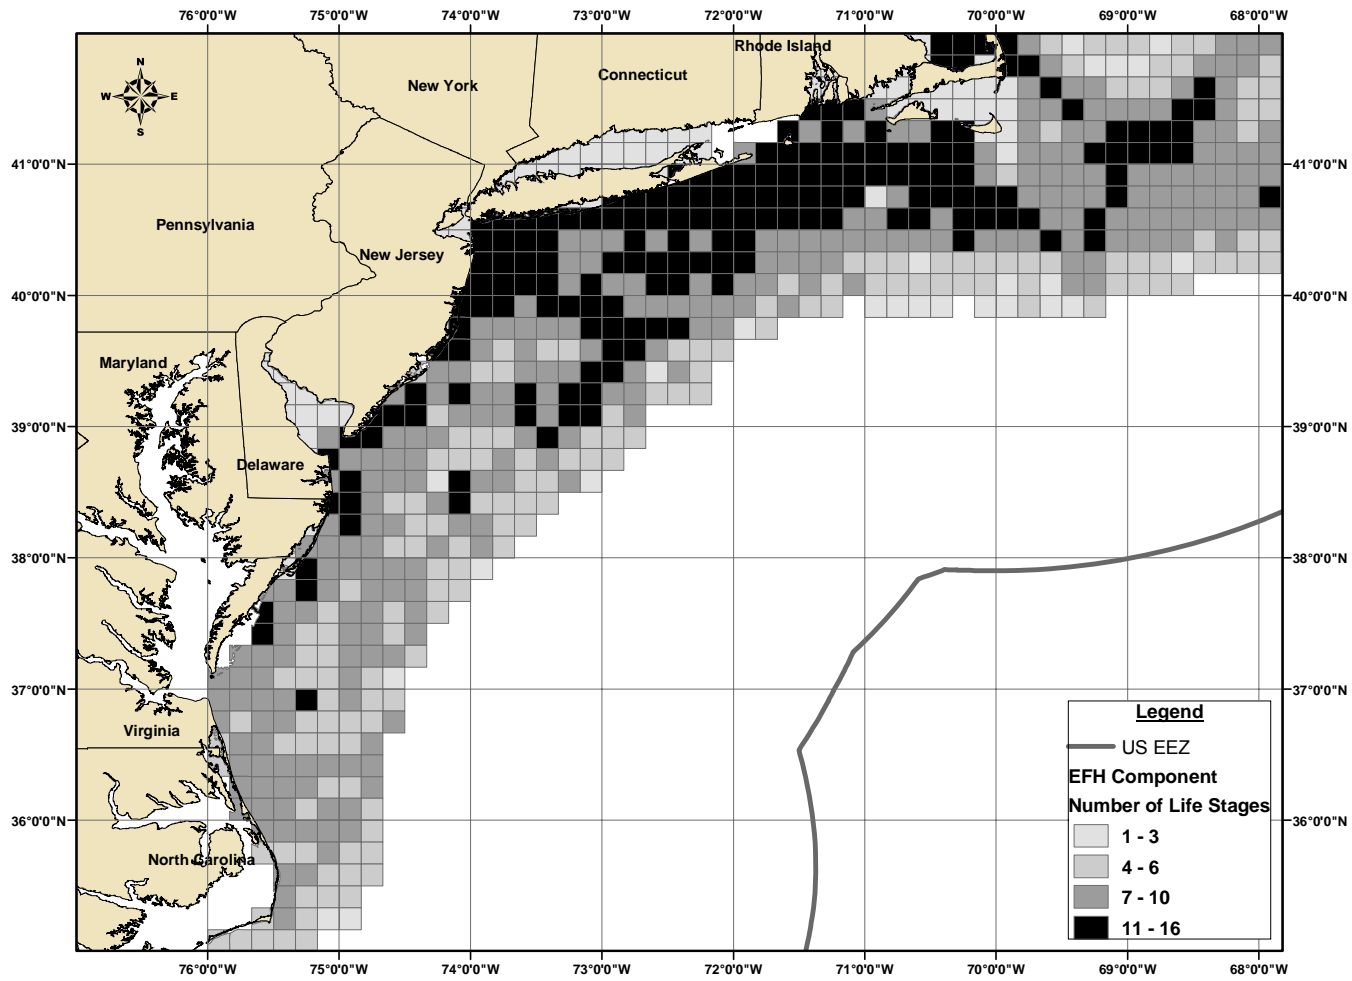 76°0'0"W 75°0'0"W 74°0'0"W 73°0'0"W 72°0'0"W 71°0'0"W 70°0'0"W 69°0'0"W 68°0'0"W
Rhode Island
N
W E
S
New York
Connecticut
41°0'0"N 41°0'0"N
Pennsylvania
New Jersey
40°0'0"N 40°0'0"N
Maryland
39°0'0"N 39°0'0"N
Delaware
38°0'0"N 38°0'0"N
37°0'0"N 37°0'0"N
Virginia
36°0'0"N 36°0'0"N
North Carolina
Legend
US EEZ
EFH Component
Number of Life Stages
1 - 3
4 - 6
7 - 10
11 - 16
76°0'0"W 75°0'0"W 74°0'0"W 73°0'0"W 72°0'0"W 71°0'0"W 70°0'0"W 69°0'0"W 68°0'0"W